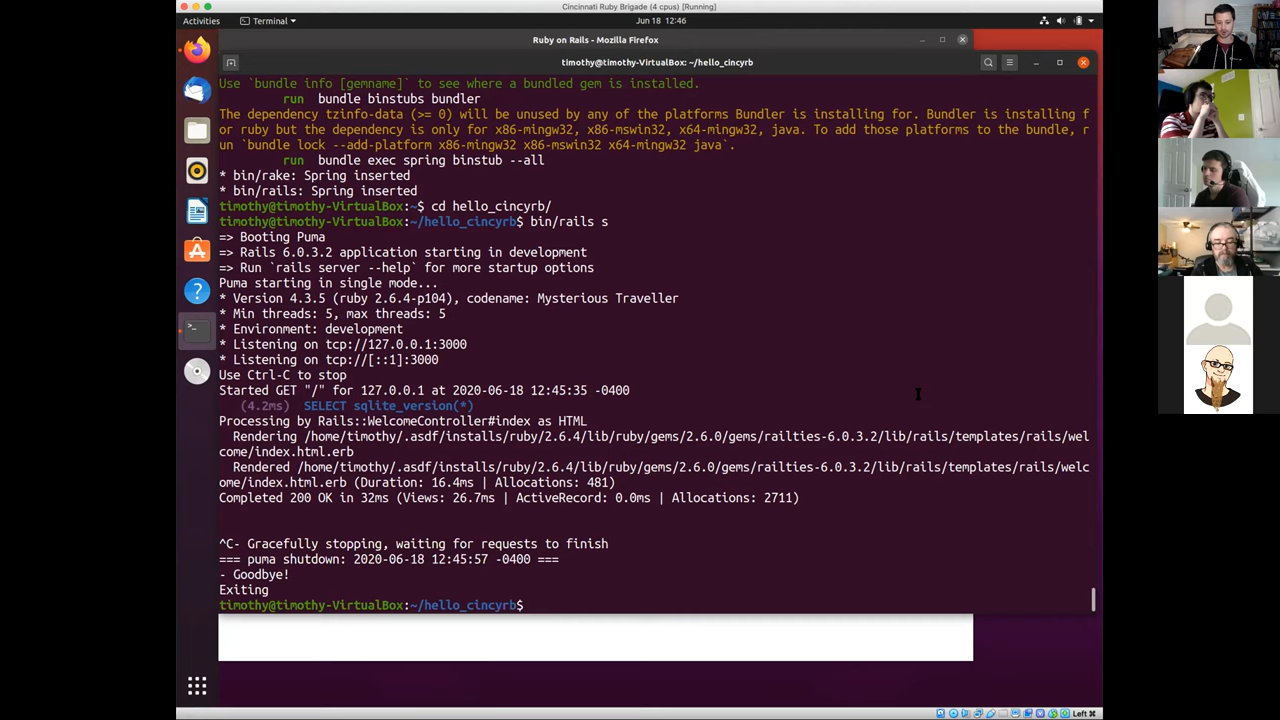 Cincinnati Ruby Brigade (4 cpus) [Running]
Activities
Terminal
Jun 18 12:46
Ruby on Rails - Mozilla Firefox
timothy@timothy-VirtualBox: ~/hello_cincyrb
Use `bundle info [gemname]` to see where a bundled gem is installed.
run bundle binstubs bundler
The dependency tzinfo-data (>= 0) will be unused by any of the platforms Bundler is installing for. Bundler is installing f
or ruby but the dependency is only for x86-mingw32, x86-mswin32, x64-mingw32, java. To add those platforms to the bundle, r
un `bundle lock --add-platform x86-mingw32 x86-mswin32 x64-mingw32 java`.
run bundle exec spring binstub --all
* bin/rake: Spring inserted
* bin/rails: Spring inserted
timothy@timothy-VirtualBox:~$ cd hello_cincyrb/
timothy@timothy-VirtualBox:~/hello_cincyrb$ bin/rails s
=> Booting Puma
=> Rails 6.0.3.2 application starting in development
=> Run `rails server --help` for more startup options
Puma starting in single mode...
* Version 4.3.5 (ruby 2.6.4-p104), codename: Mysterious Traveller
* Min threads: 5, max threads: 5
* Environment: development
* Listening on tcp://127.0.0.1:3000
* Listening on tcp://[::1]:3000
Use Ctrl-C to stop
Started GET "/" for 127.0.0.1 at 2020-06-18 12:45:35 -0400
(4.2ms) SELECT sqlite_version(*)
Processing by Rails::WelcomeController#index as HTML
Rendering /home/timothy/.asdf/installs/ruby/2.6.4/lib/ruby/gems/2.6.0/gems/railties-6.0.3.2/lib/rails/templates/rails/wel
come/index.html.erb
Rendered /home/timothy/.asdf/installs/ruby/2.6.4/lib/ruby/gems/2.6.0/gems/railties-6.0.3.2/lib/rails/templates/rails/welc
ome/index.html.erb (Duration: 16.4ms | Allocations: 481)
Completed 200 OK in 32ms (Views: 26.7ms | ActiveRecord: 0.0ms | Allocations: 2711)
^C- Gracefully stopping, waiting for requests to finish
=== puma shutdown: 2020-06-18 12:45:57 -0400 ===
- Goodbye!
Exiting
timothy@timothy-VirtualBox:~/hello_cincyrb$
Left ⌘